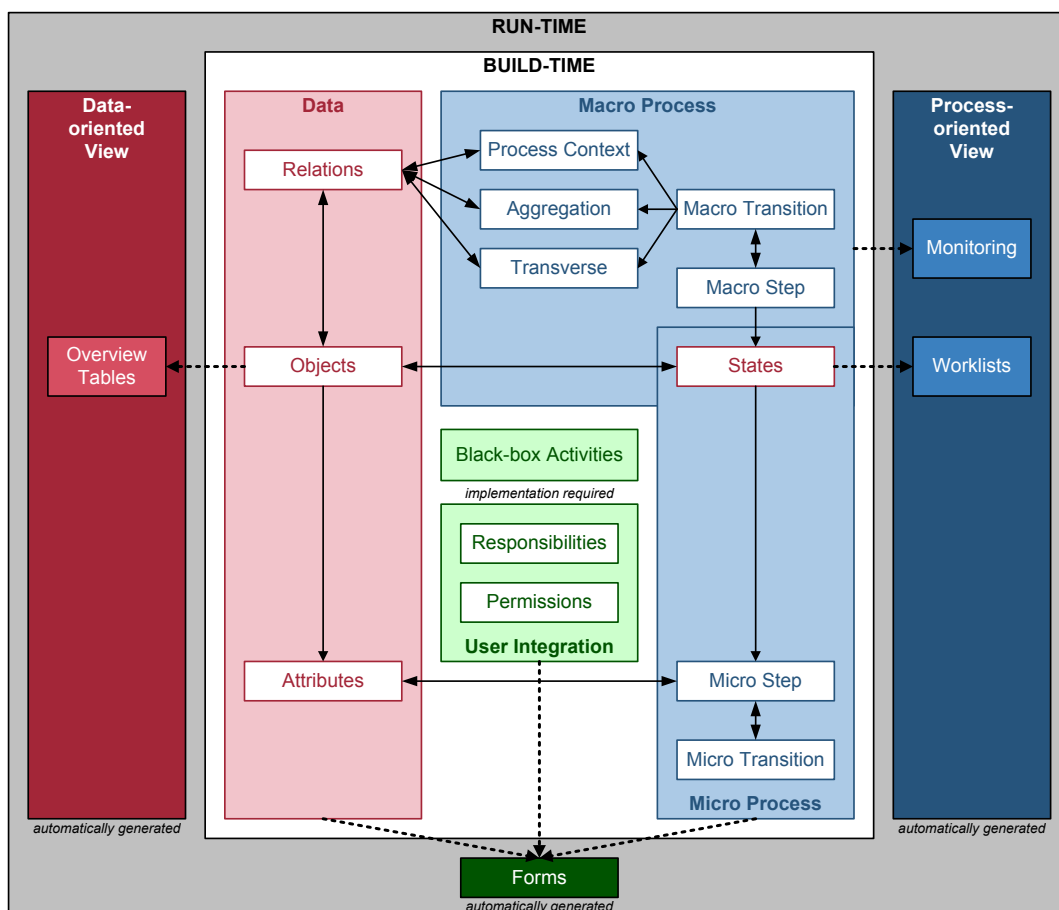 RUN-TIME
BUILD-TIME
Data-
oriented
View
Data
Macro Process
Process-
oriented
View
Relations
Process Context
Aggregation
Macro Transition
Transverse
Macro Step
Monitoring
Overview
Tables
Objects
States
Worklists
Black-box Activities
implementation required
Responsibilities
Permissions
User Integration
Attributes
Micro Step
Micro Transition
Micro Process
automatically generated
automatically generated
Forms
automatically generated